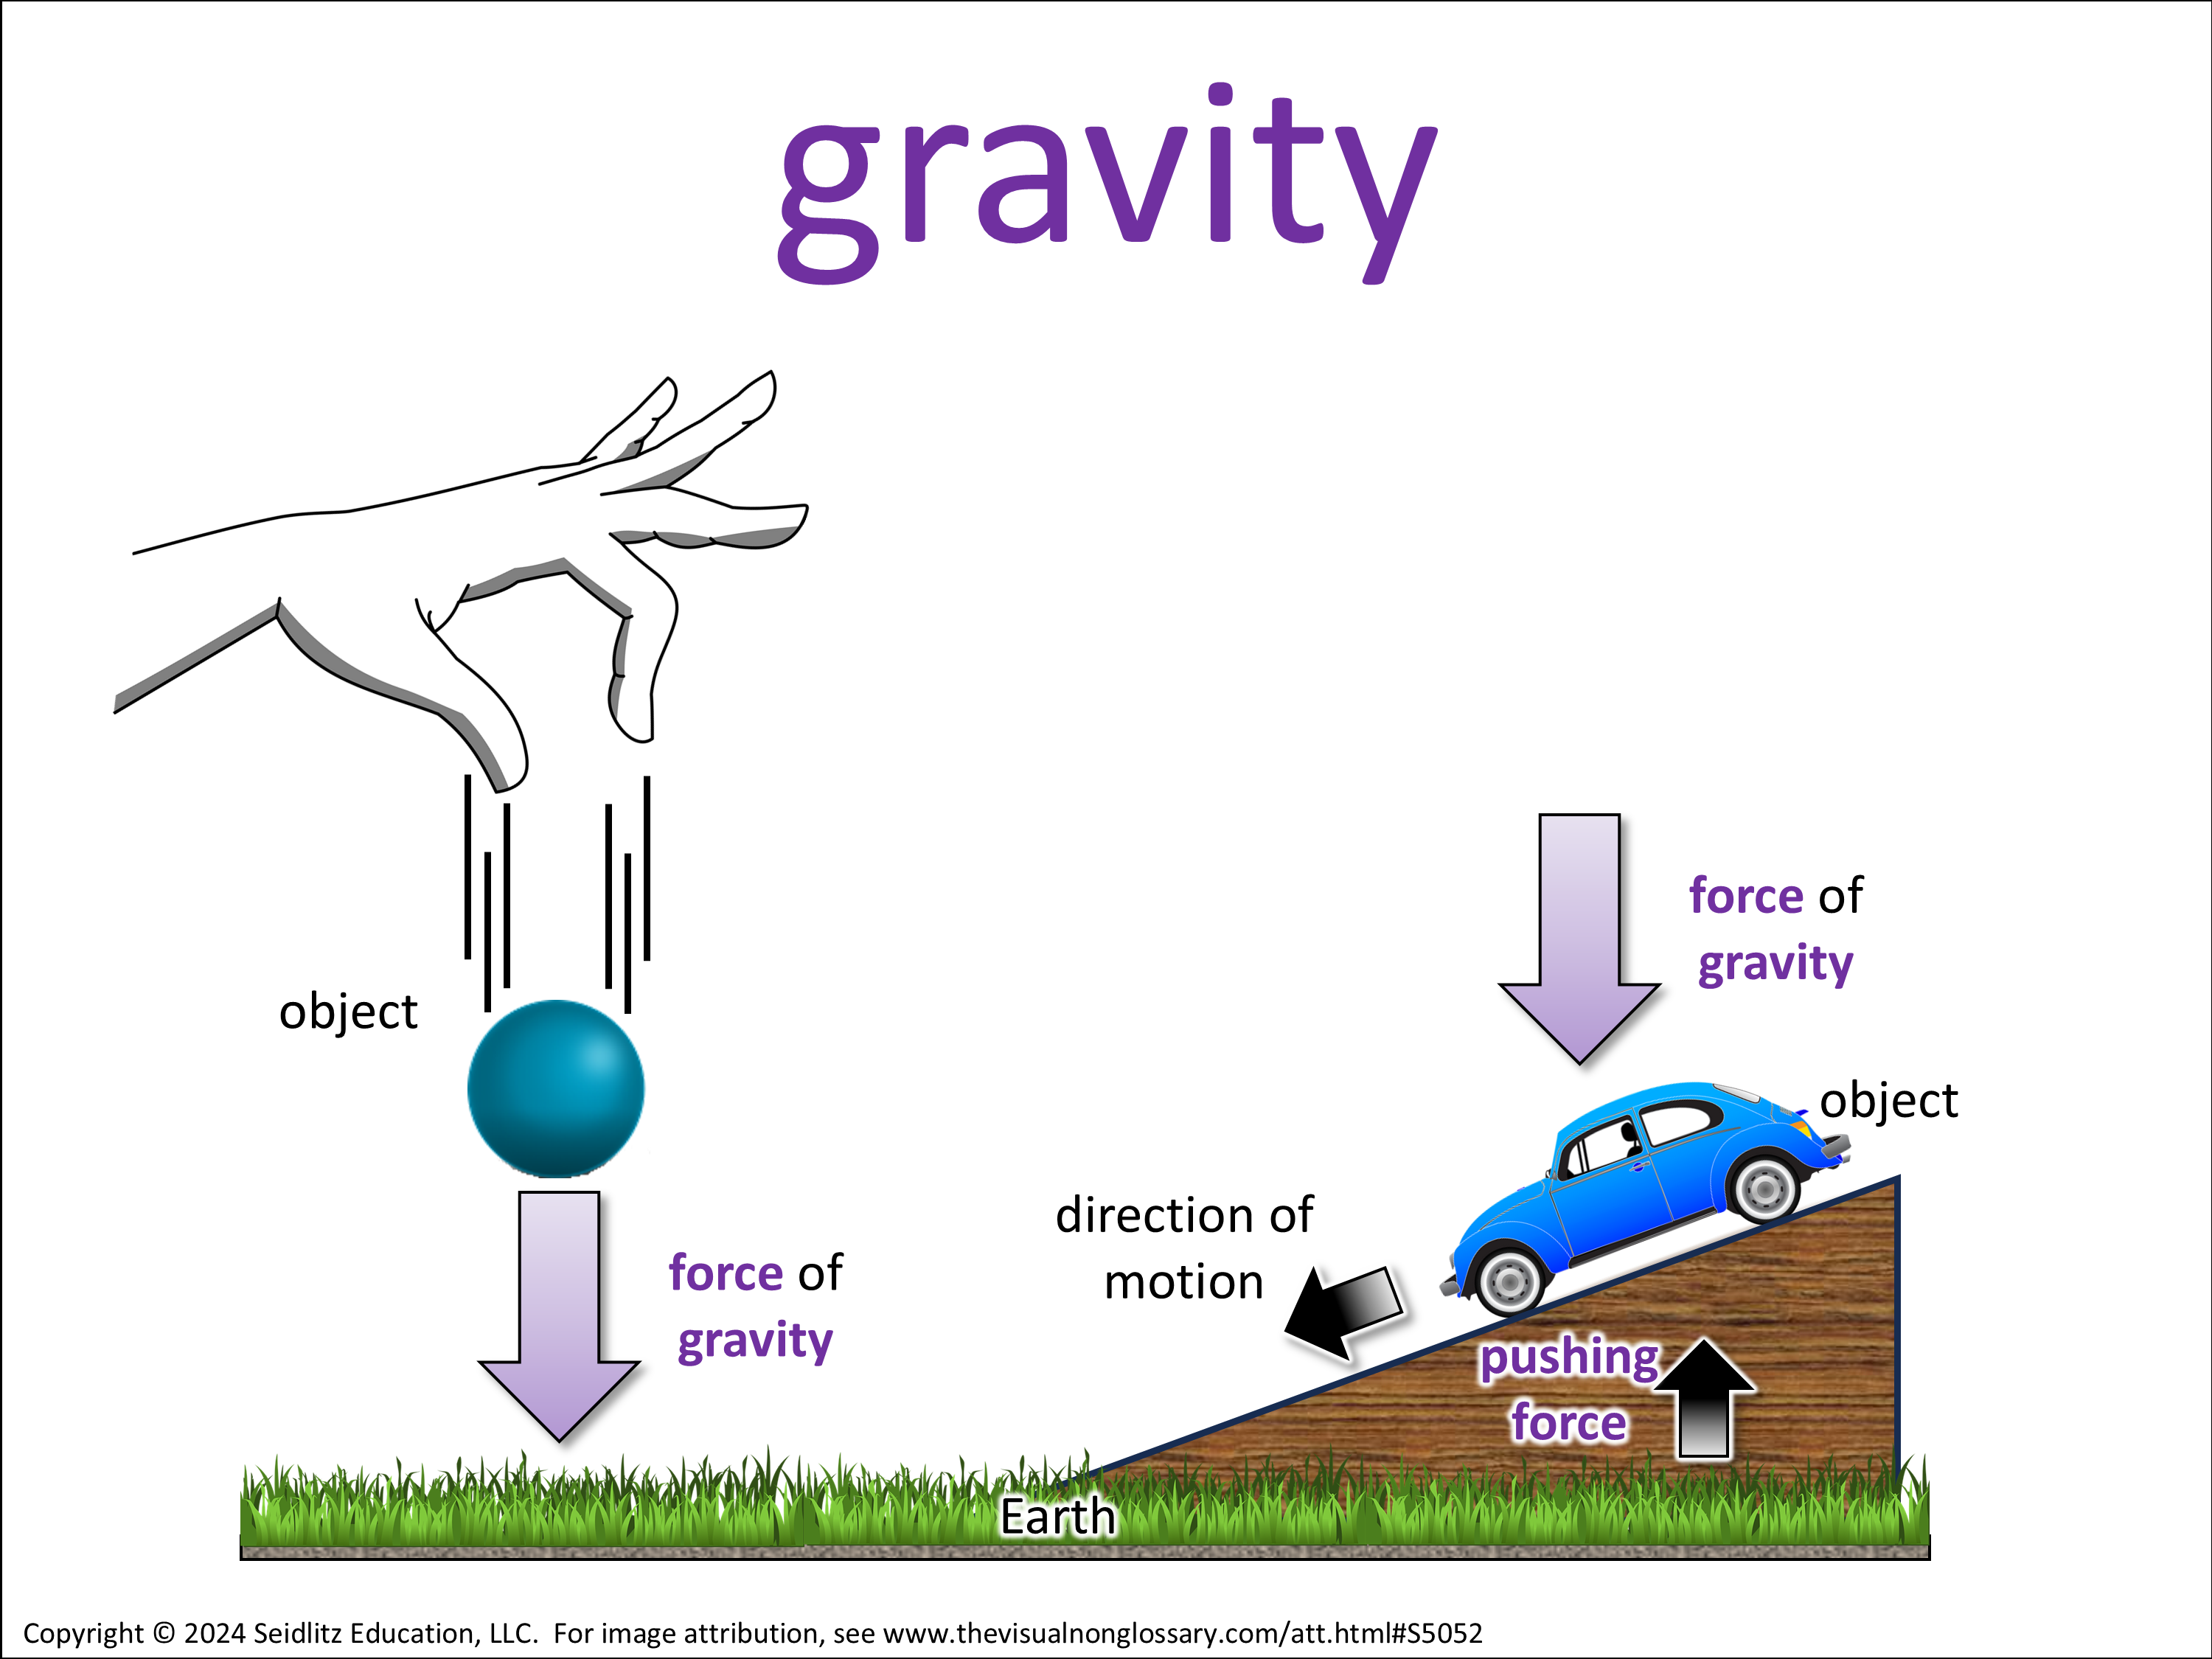 gravity
object
force of
gravity
force of
gravity
object
direction of
motion
pushing
force
Earth
Copyright © 2024 Seidlitz Education, LLC.  For image attribution, see www.thevisualnonglossary.com/att.html#S5052